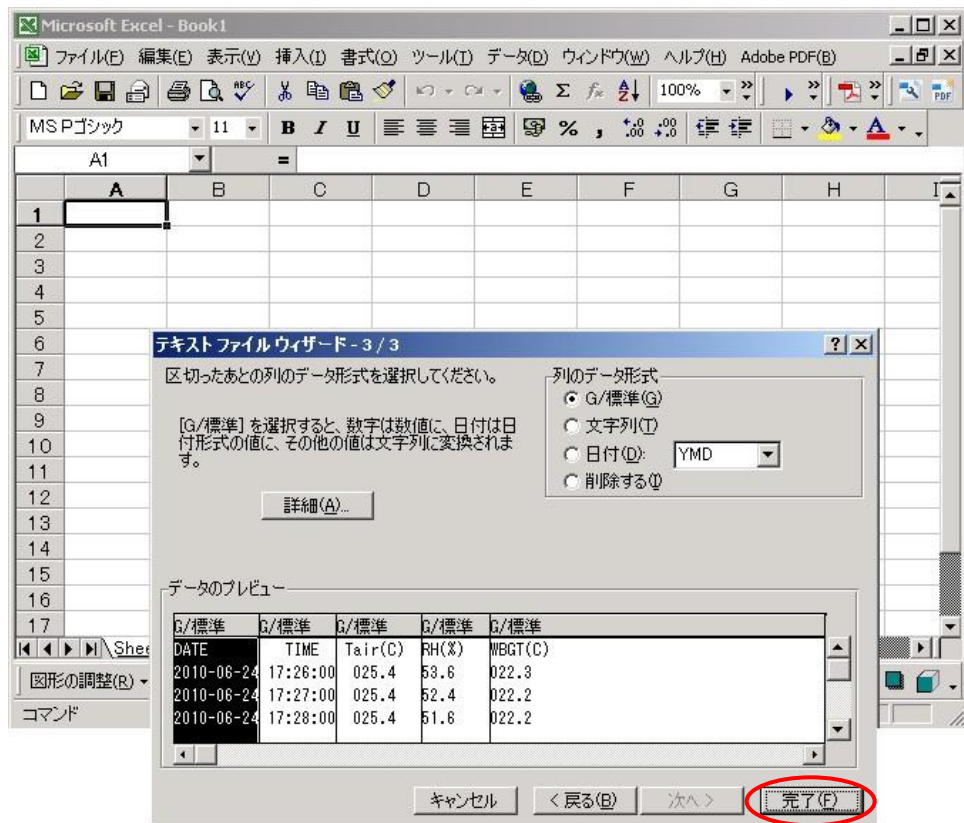 Microsoft Excel - Book1
ファイル(F) 編集(E) 表示(V) 挿入(I) 書式(O) ツール(T) データ(D) ウィンドウ(W) ヘルプ(H) Adobe PDF(B)
100%
MS Pゴシック 11 B I U % ,
A1 =
A B C D E F G H I
1
2
3
4
5
6
7
8
9
10
11
12
13
14
15
16
17
テキスト ファイル ウィザード - 3 / 3
区切ったあとの列のデータ形式を選択してください。
[G/標準] を選択すると、数字は数値に、日付は日
付形式の値に、その他の値は文字列に変換されま
す。
詳細(A)...
列のデータ形式
G/標準(G)
文字列(T)
日付(D): YMD
削除する(I)
データのプレビュー
G/標準 G/標準 G/標準 G/標準 G/標準
DATE TIME Tair(C) RH(%) WBGT(C)
2010-06-24 17:26:00 025.4 53.6 022.3
2010-06-24 17:27:00 025.4 52.4 022.2
2010-06-24 17:28:00 025.4 51.6 022.2
キャンセル < 戻る(B) 次へ > 完了(F)
Shee
図形の調整(R)
コマンド